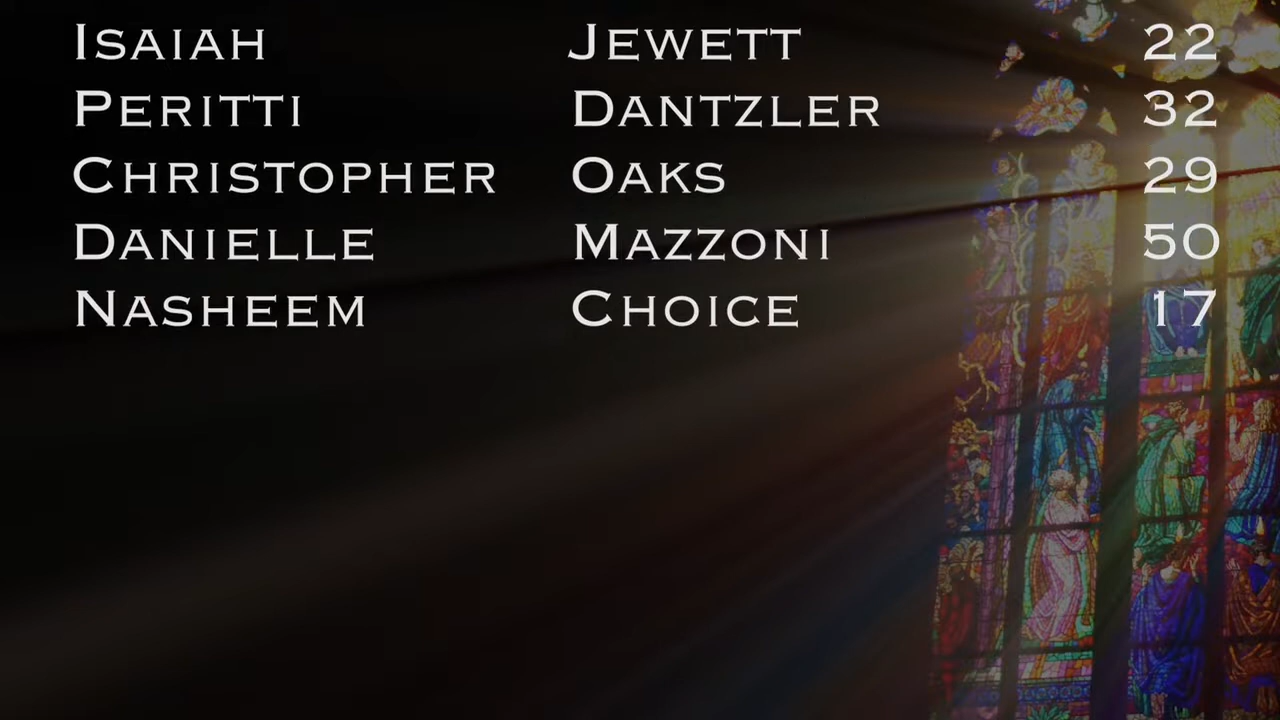 Isaiah Jewett 22
Peritti Dantzler 32
Christopher Oaks 29
Danielle Mazzoni 50
Nasheem Choice 17